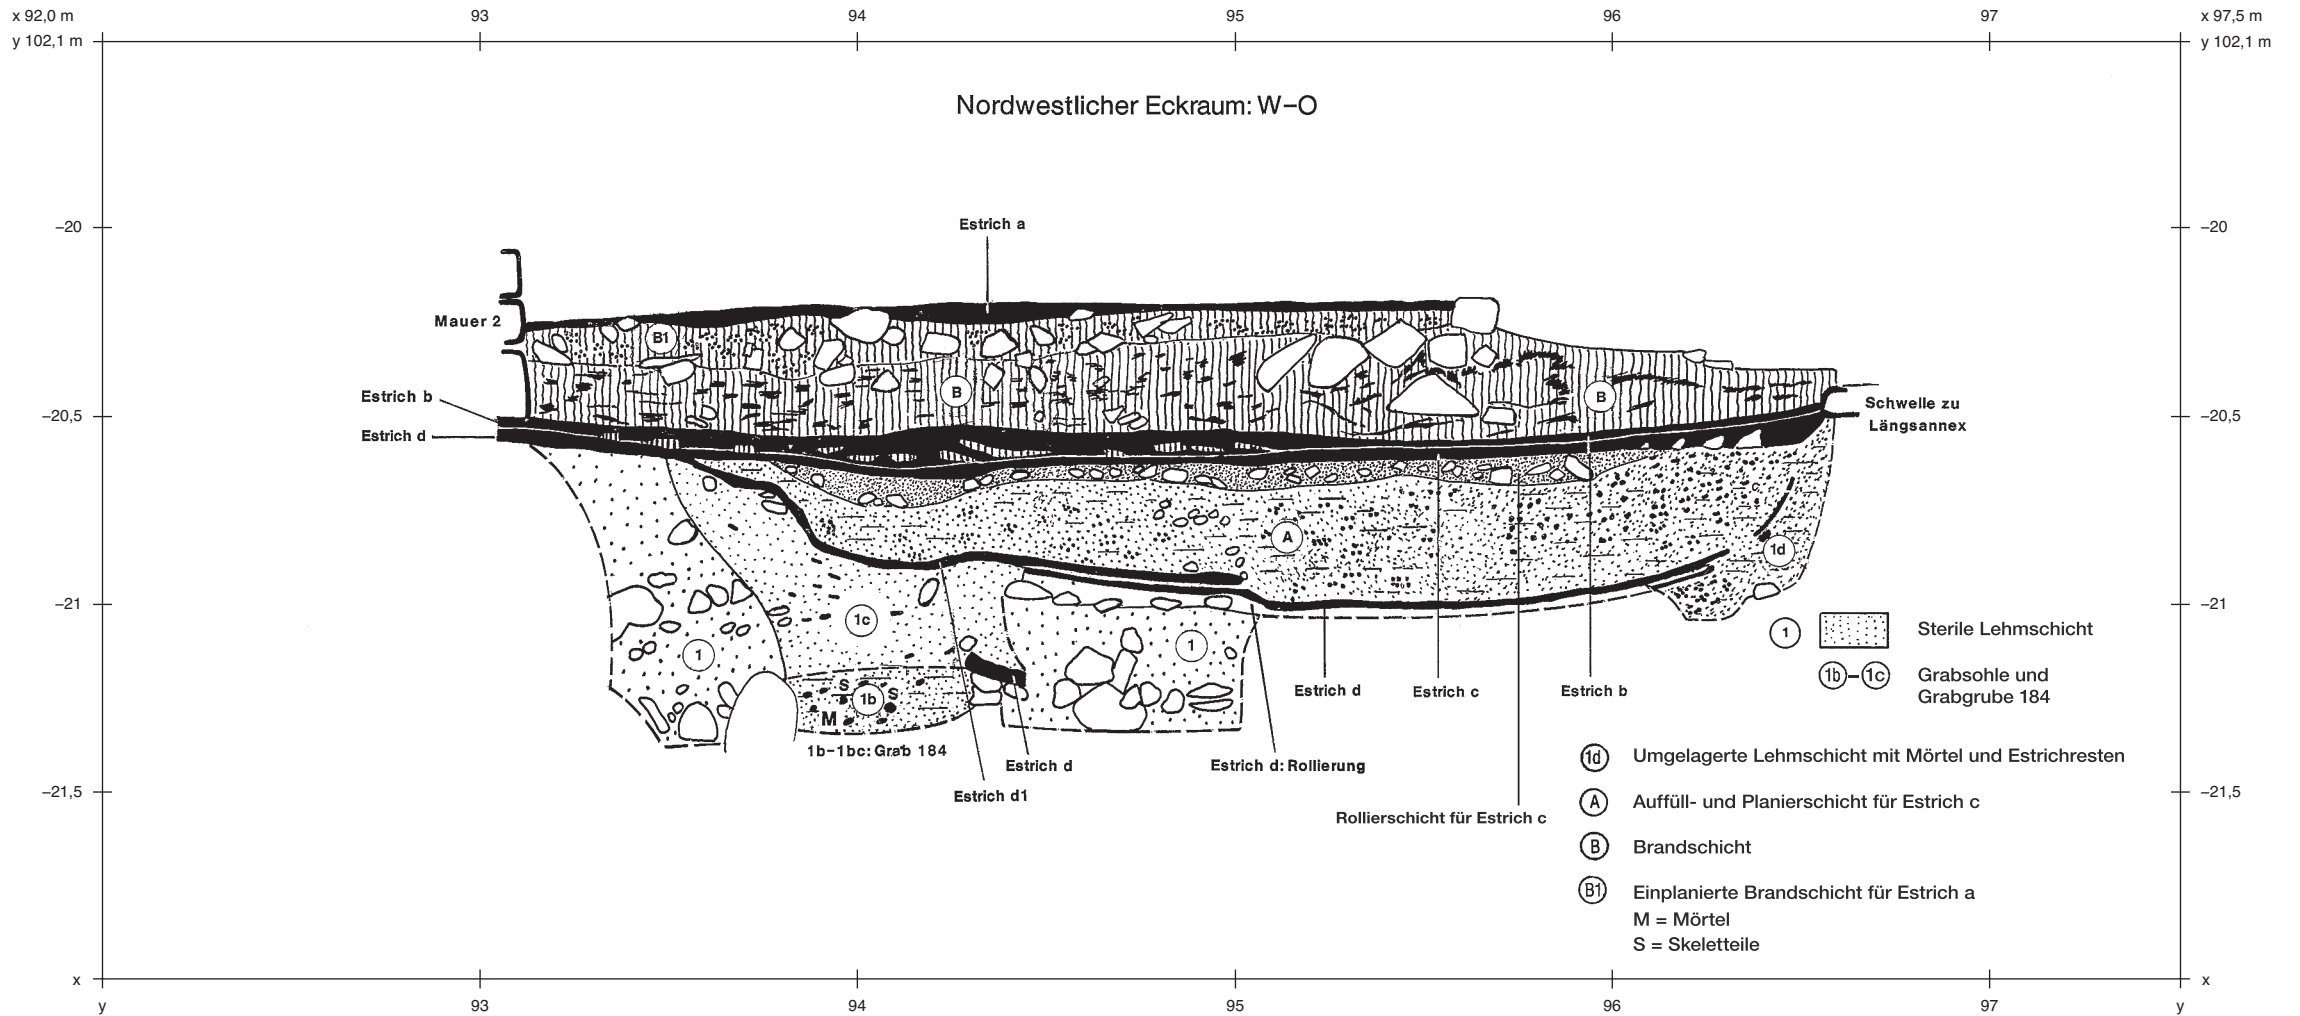 x 92,0 m 93 94 95 96 97 x 97,5 m
y 102,1 m y 102,1 m
Nordwestlicher Eckraum: W–O
–20 Estrich a –20
Mauer 2
B1
Estrich b B B
–20,5 –20,5
Schwelle zu
Längsannex
Estrich d
A
1d
–21 –21
1c
1 1
1 Sterile Lehmschicht
S S
1b
M
1b–1c Grabsohle und
Grabgrube 184
Estrich d Estrich c Estrich b
1b–1bc: Grab 184
Estrich d Estrich d: Rollierung
1d Umgelagerte Lehmschicht mit Mörtel und Estrichresten
–21,5 –21,5
Estrich d1
A Auffüll- und Planierschicht für Estrich c
Rollierschicht für Estrich c
B Brandschicht
B1 Einplanierte Brandschicht für Estrich a
M = Mörtel
S = Skeletteile
x x
y 93 94 95 96 97 y